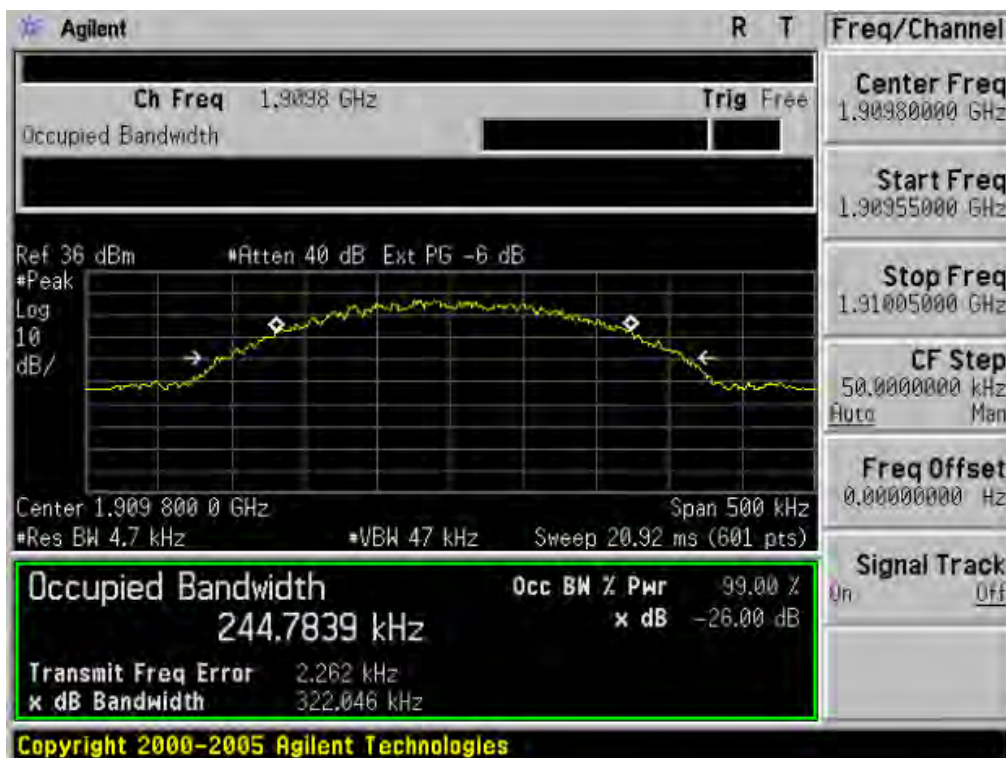 Agilent R T
Ch Freq 1.9098 GHz Trig Free
Occupied Bandwidth
Ref 36 dBm #Atten 40 dB Ext PG -6 dB
#Peak
Log
10
dB/
Center 1.909 800 0 GHz Span 500 kHz
#Res BW 4.7 kHz #VBW 47 kHz Sweep 20.92 ms (601 pts)
Occupied Bandwidth Occ BW % Pwr 99.00 %
244.7839 kHz x dB -26.00 dB
Transmit Freq Error 2.262 kHz
x dB Bandwidth 322.046 kHz
Copyright 2000-2005 Agilent Technologies
Freq/Channel
Center Freq
1.90980000 GHz
Start Freq
1.90955000 GHz
Stop Freq
1.91005000 GHz
CF Step
50.0000000 kHz
Auto Man
Freq Offset
0.00000000 Hz
Signal Track
On Off